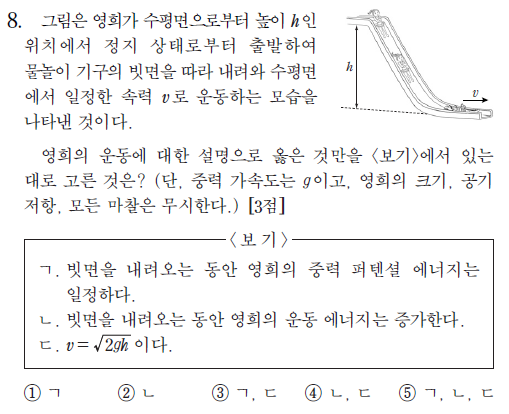 8. 그림은 영희가 수평면으로부터 높이 h인
위치에서 정지 상태로부터 출발하여
물놀이 기구의 빗면을 따라 내려와 수평면
에서 일정한 속력 v로 운동하는 모습을
나타낸 것이다.
h
v
영희의 운동에 대한 설명으로 옳은 것만을 <보기>에서 있는
대로 고른 것은? (단, 중력 가속도는 g이고, 영희의 크기, 공기
저항, 모든 마찰은 무시한다.) [3점]
<보 기>
ㄱ. 빗면을 내려오는 동안 영희의 중력 퍼텐셜 에너지는
일정하다.
ㄴ. 빗면을 내려오는 동안 영희의 운동 에너지는 증가한다.
ㄷ. v=√2gh 이다.
① ㄱ ② ㄴ ③ ㄱ, ㄷ ④ ㄴ, ㄷ ⑤ ㄱ, ㄴ, ㄷ